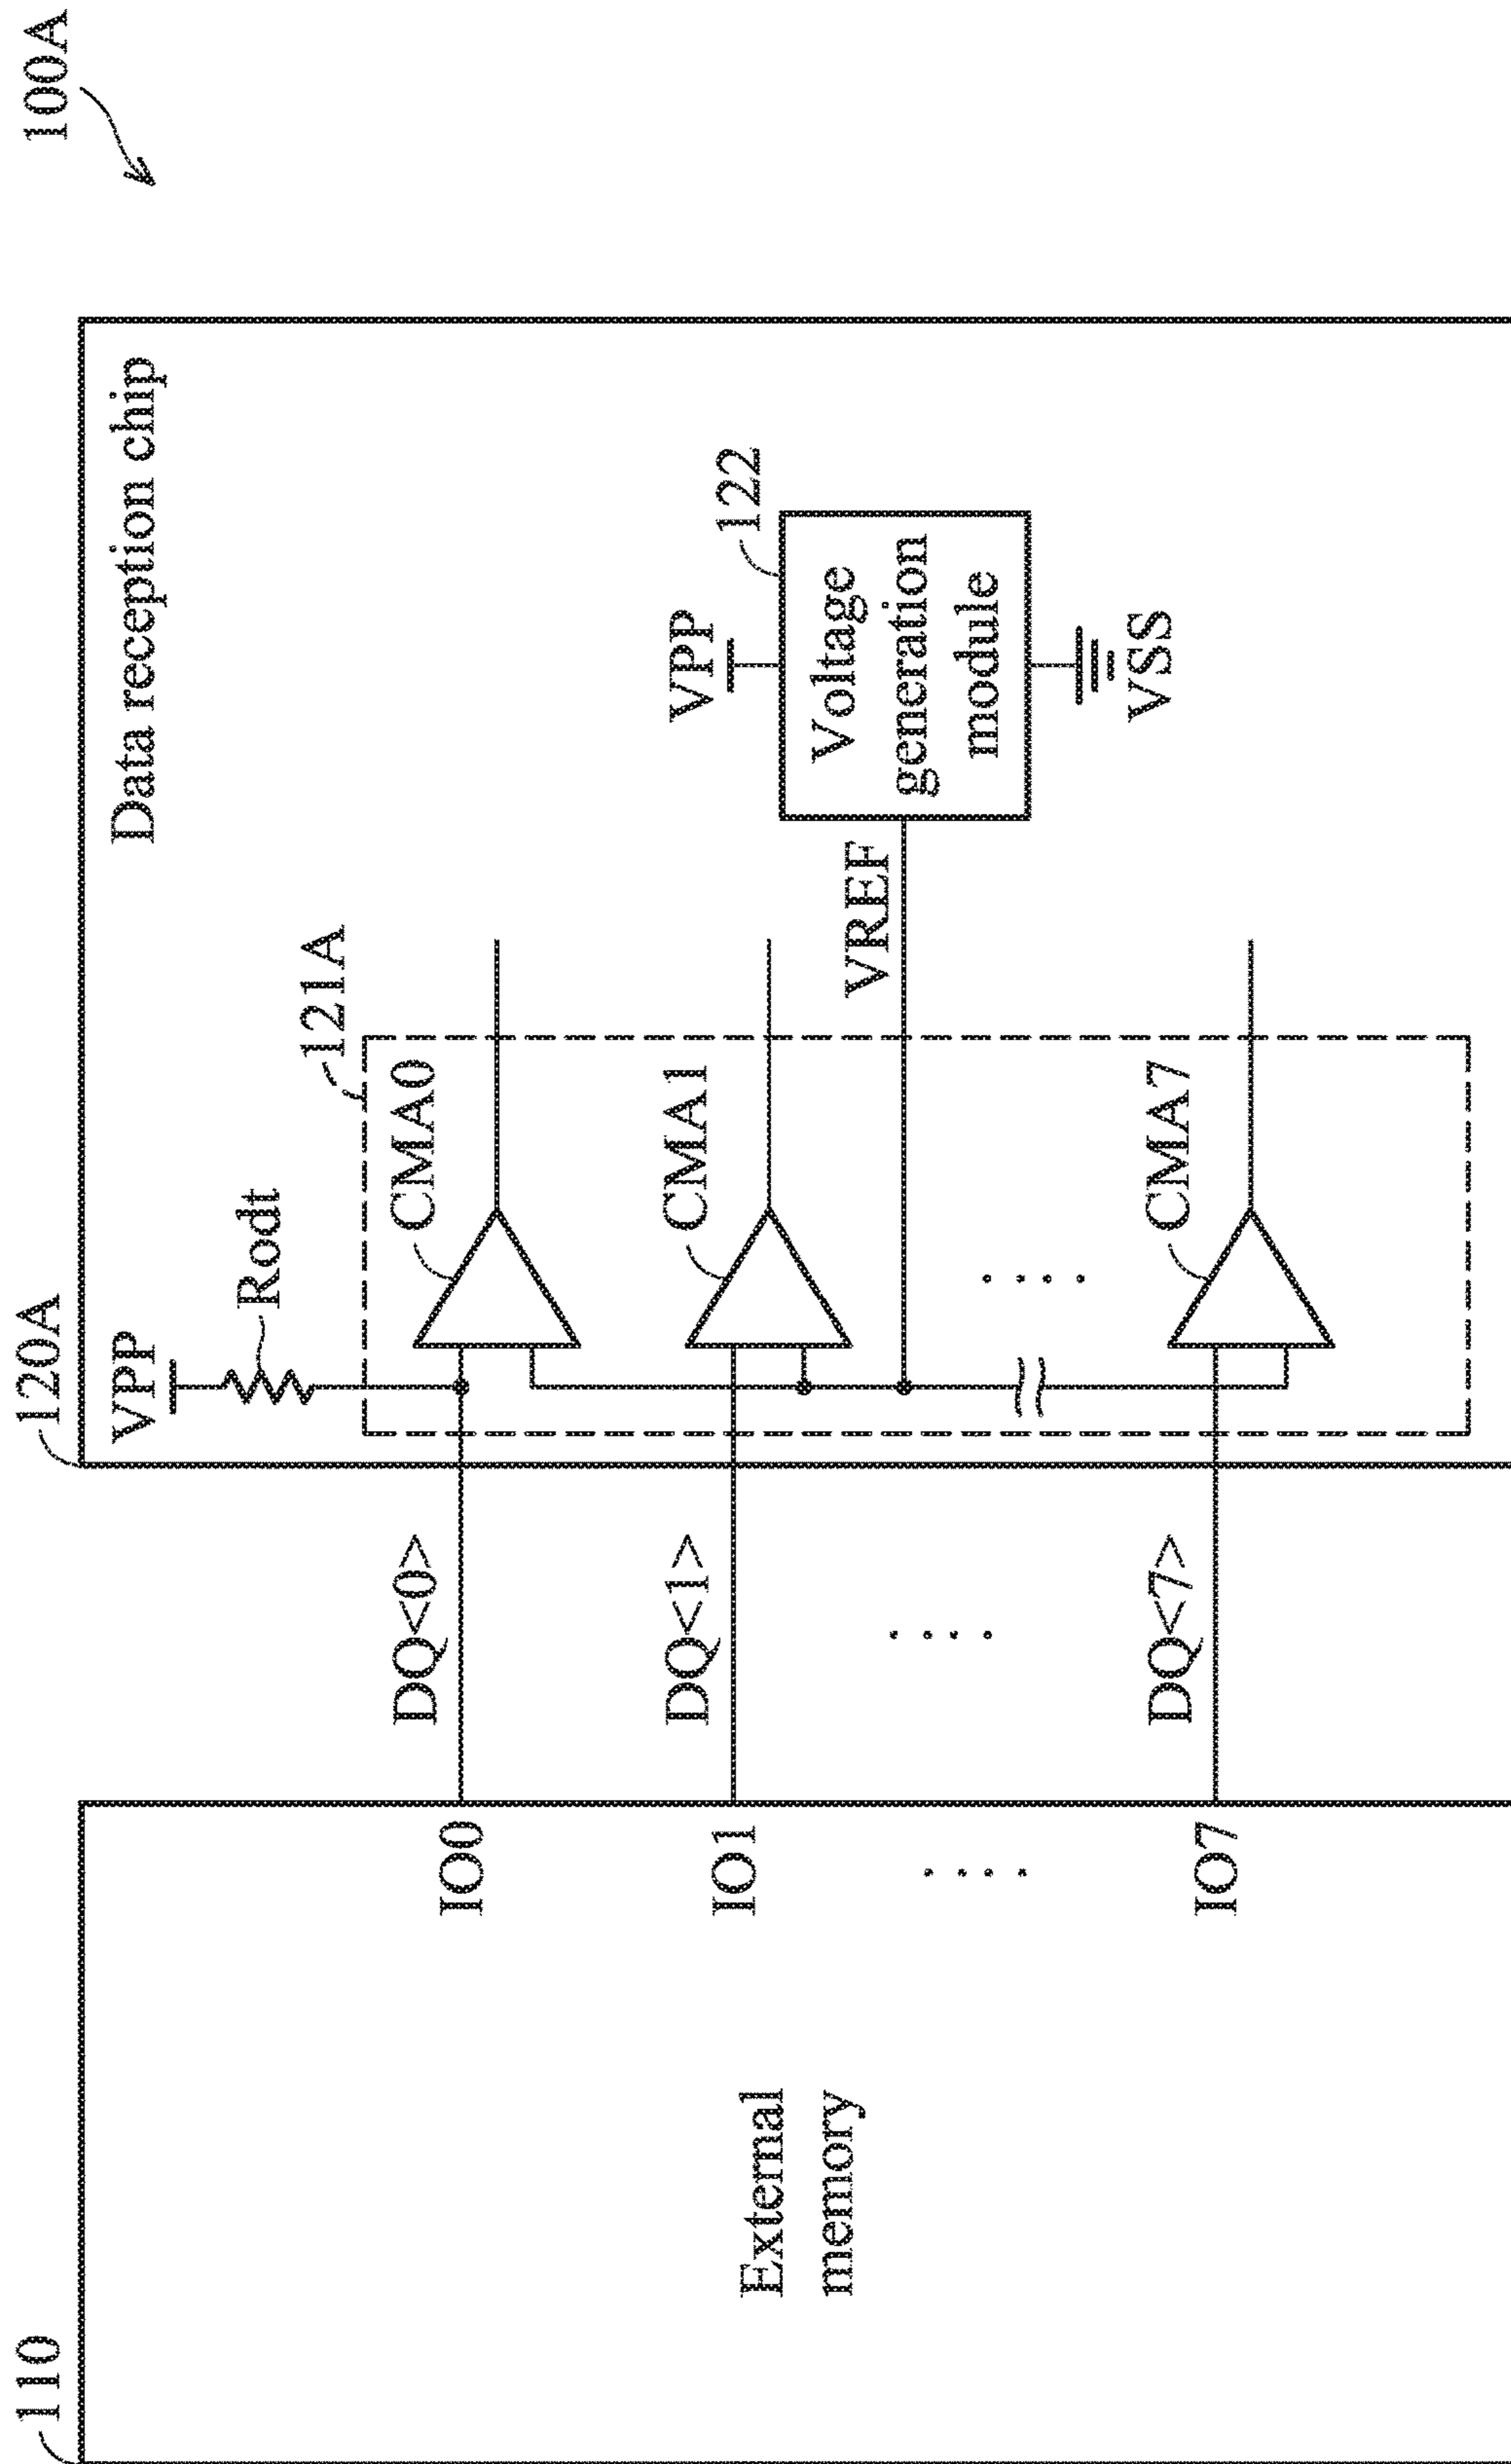 100A
120A
Data reception chip
VPP
Rodt
121A
CMA0
CMA1
CMA7
. . . .
VREF
122
VPP
Voltage
generation
module
VSS
DQ<0>
DQ<1>
. . . .
DQ<7>
110
IO0
IO1
. . . .
IO7
External
memory